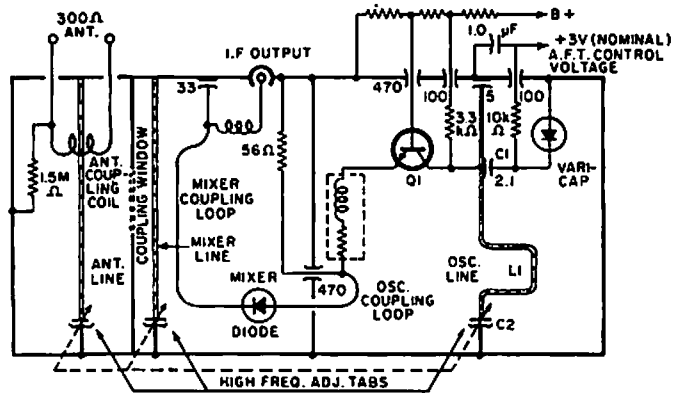 300Ω
ANT.
I.F OUTPUT
B+
1.0
µF
+3V (NOMINAL)
A.F.T. CONTROL
VOLTAGE
33
470
100
5
100
1.5M
Ω
ANT.
COUP-
LING
COIL
COUPLING WINDOW
56Ω
3.3
kΩ
10k
Ω
C1
2.1
Q1
VARI-
CAP
MIXER
COUPLING
LOOP
MIXER
LINE
ANT.
LINE
MIXER
DIODE
470
OSC.
COUPLING
LOOP
OSC.
LINE
L1
C2
HIGH FREQ. ADJ. TABS